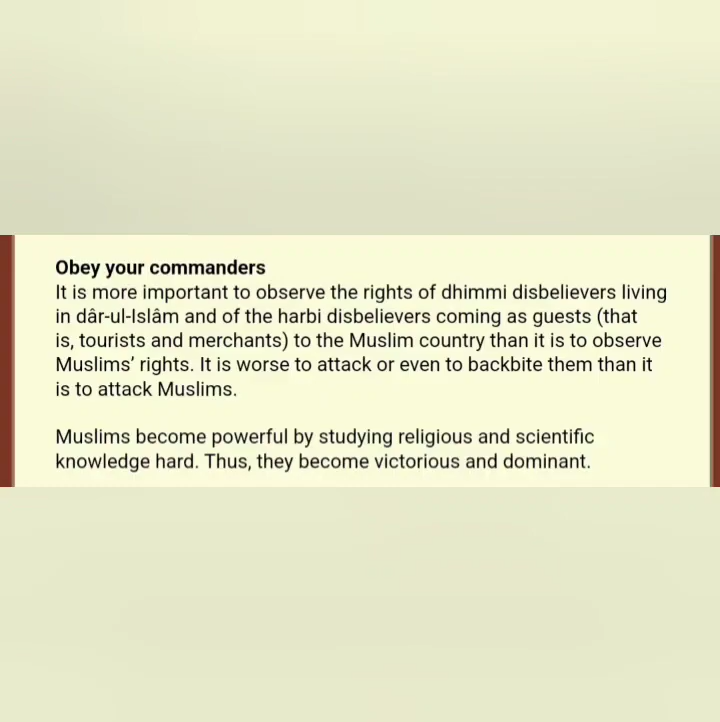 Obey your commanders
It is more important to observe the rights of dhimmi disbelievers living
in dâr-ul-Islâm and of the harbi disbelievers coming as guests (that
is, tourists and merchants) to the Muslim country than it is to observe
Muslims’ rights. It is worse to attack or even to backbite them than it
is to attack Muslims.
Muslims become powerful by studying religious and scientific
knowledge hard. Thus, they become victorious and dominant.